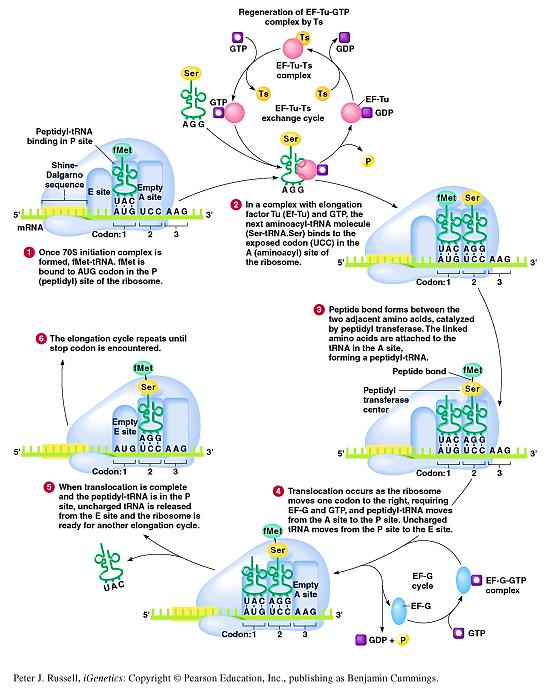 Regeneration of EF-Tu-GTP
complex by Ts
GTP
Ts
GDP
EF-Tu-Ts
complex
Ser
GTP
Ts
Ts
EF-Tu
GDP
EF-Tu-Ts
exchange cycle
AGG
P
Ser
AGG
Peptidyl-tRNA
binding in P site
fMet
Shine-
Dalgarno
sequence
E site
Empty
A site
UAC
AUG UCC AAG
5'
3'
mRNA
Codon: 1 2 3
1 Once 70S initiation complex is
formed, fMet-tRNA. fMet is
bound to AUG codon in the P
(peptidyl) site of the ribosome.
2 In a complex with elongation
factor Tu (Ef-Tu) and GTP, the
next aminoacyl-tRNA molecule
(Ser-tRNA.Ser) binds to the
exposed codon (UCC) in the
A (aminoacyl) site of
the ribosome.
fMet Ser
UAC AGG
AUG UCC AAG
5'
3'
Codon: 1 2 3
3 Peptide bond forms between the
two adjacent amino acids, catalyzed
by peptidyl transferase. The linked
amino acids are attached to the
tRNA in the A site,
forming a peptidyl-tRNA.
Peptide bond
fMet
Ser
Peptidyl
transferase
center
UAC AGG
AUG UCC AAG
5'
3'
Codon: 1 2 3
6 The elongation cycle repeats until
stop codon is encountered.
fMet
Ser
Empty
E site
AGG
AUG UCC AAG
5'
3'
Codon: 1 2 3
5 When translocation is complete
and the peptidyl-tRNA is in the P
site, uncharged tRNA is released
from the E site and the ribosome is
ready for another elongation cycle.
4 Translocation occurs as the ribosome
moves one codon to the right, requiring
EF-G and GTP, and peptidyl-tRNA moves
from the A site to the P site. Uncharged
tRNA moves from the P site to the E site.
UAC
fMet
Ser
Empty
A site
UAC AGG
AUG UCC AAG
5'
3'
Codon: 1 2 3
EF-G
cycle
EF-G-GTP
complex
EF-G
GDP + P
GTP
Peter J. Russell, iGenetics: Copyright © Pearson Education, Inc., publishing as Benjamin Cummings.